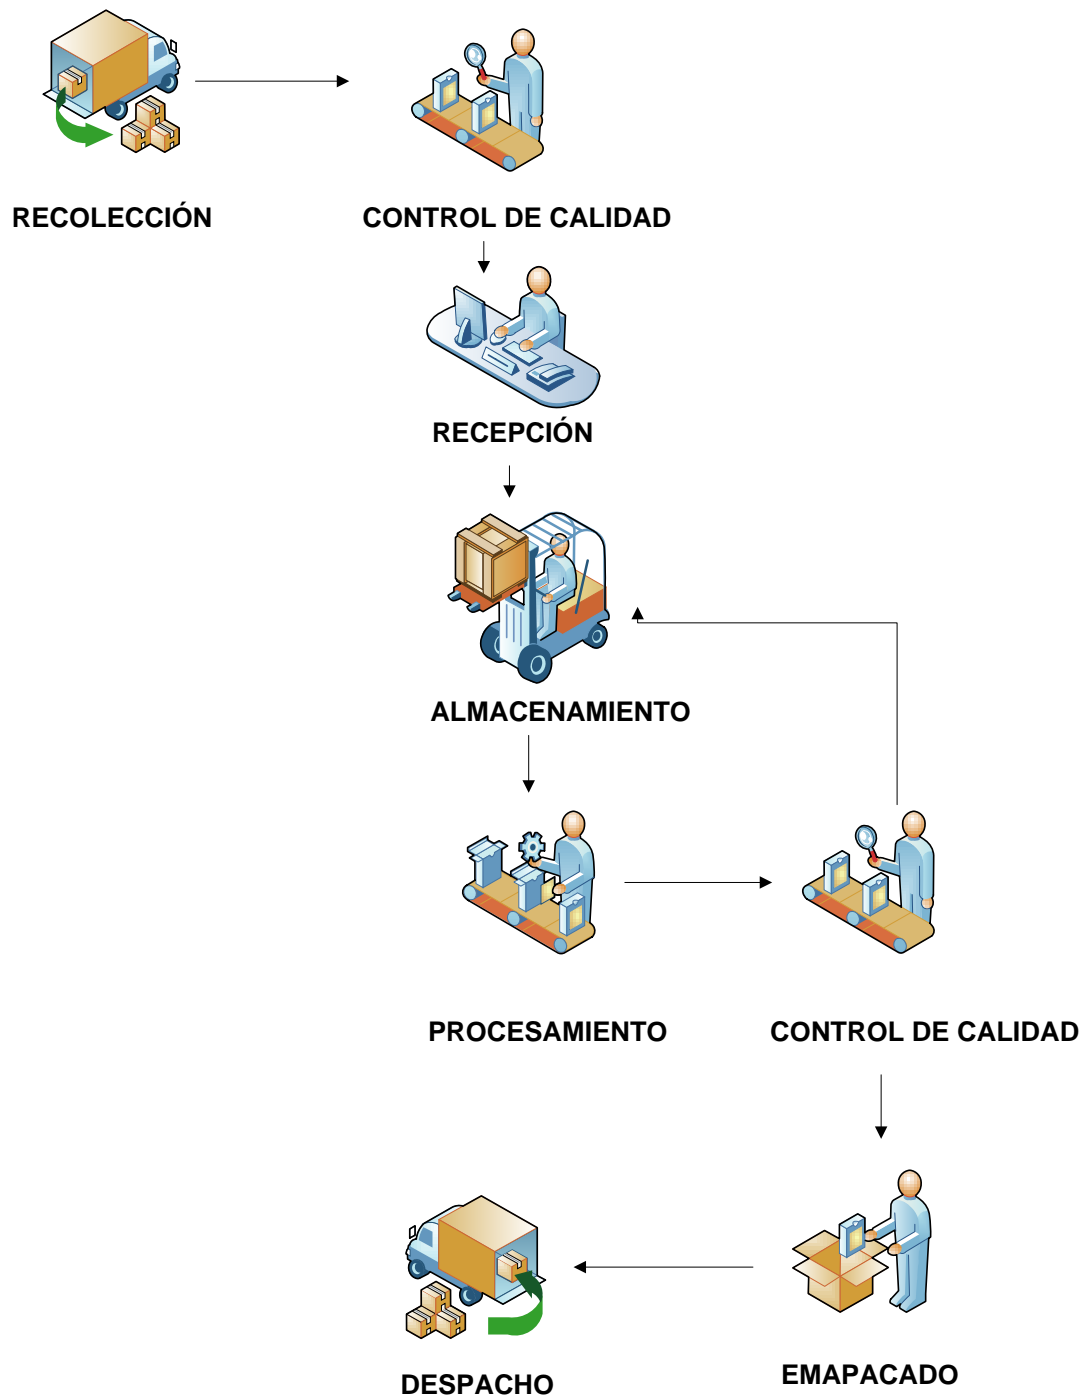 RECOLECCIÓN
CONTROL DE CALIDAD
RECEPCIÓN
ALMACENAMIENTO
PROCESAMIENTO
CONTROL DE CALIDAD
EMAPACADO
DESPACHO